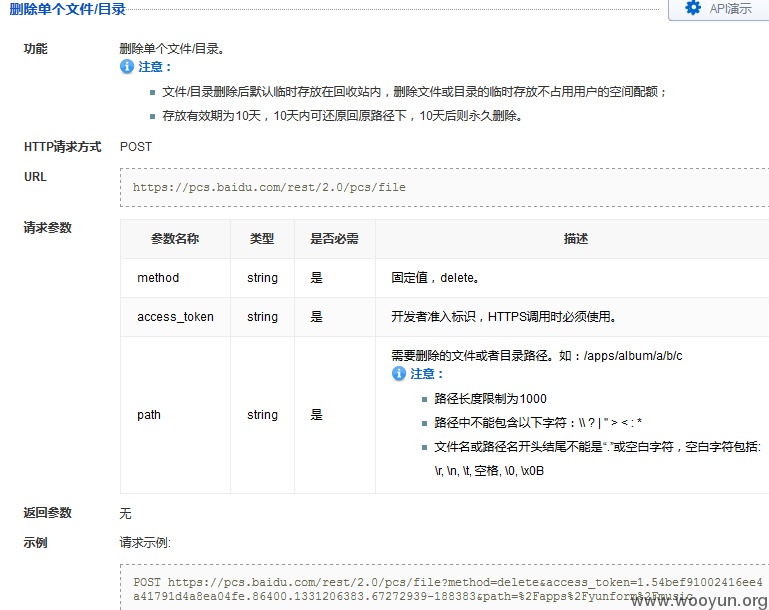 删除单个文件/目录
API演示
功能
删除单个文件/目录。
注意：
文件/目录删除后默认临时存放在回收站内，删除文件或目录的临时存放不占用用户的空间配额；
存放有效期为10天，10天内可还原回原路径下，10天后则永久删除。
HTTP请求方式
POST
URL
https://pcs.baidu.com/rest/2.0/pcs/file
请求参数
参数名称 类型 是否必需 描述
method string 是 固定值，delete。
access_token string 是 开发者准入标识，HTTPS调用时必须使用。
path string 是
需要删除的文件或者目录路径。如：/apps/album/a/b/c
注意：
路径长度限制为1000
路径中不能包含以下字符：\\ ? | " > < : *
文件名或路径名开头结尾不能是“.”或空白字符，空白字符包括:
\r, \n, \t, 空格, \0, \x0B
返回参数
无
示例
请求示例:
POST https://pcs.baidu.com/rest/2.0/pcs/file?method=delete&access_token=1.54bef91002416ee4
a41791d4a8ea04fe.86400.1331206383.67272939-188383&path=%2Fapps%2Fyunform%2Fmusic
www.wooyun.org